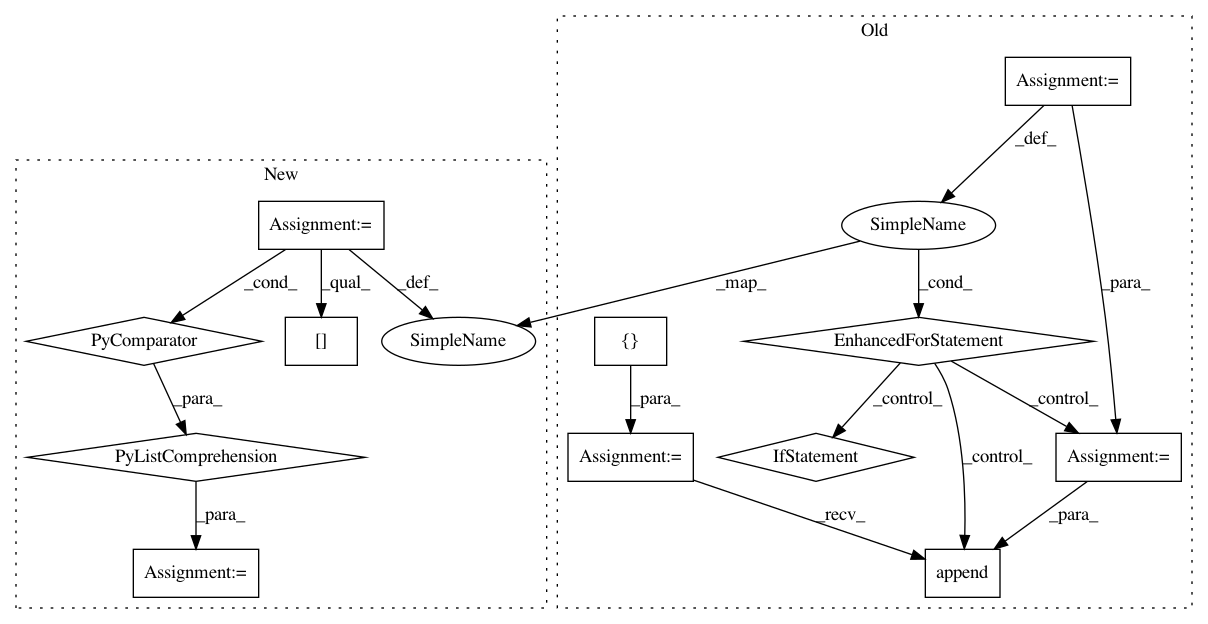 Old
Assignment:=
_def_
New
Assignment:=
SimpleName
_cond_
_qual_
_def_
_map_
_cond_
_para_
PyComparator
[]
SimpleName
{}
EnhancedForStatement
_para_
_para_
_control_
_control_
PyListComprehension
Assignment:=
IfStatement
_control_
Assignment:=
_para_
_recv_
_para_
Assignment:=
append